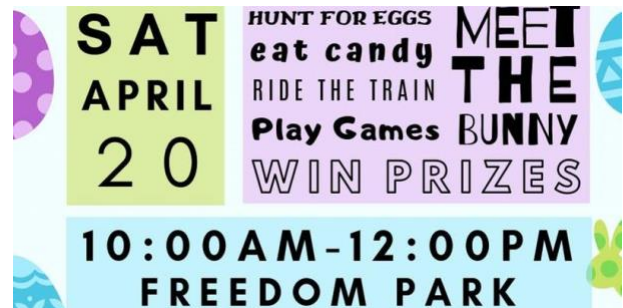 SAT
APRIL
20
HUNT FOR EGGS
eat candy
RIDE THE TRAIN
Play Games
MEET
THE
BUNNY
WIN PRIZES
10:00AM-12:00PM
FREEDOM PARK